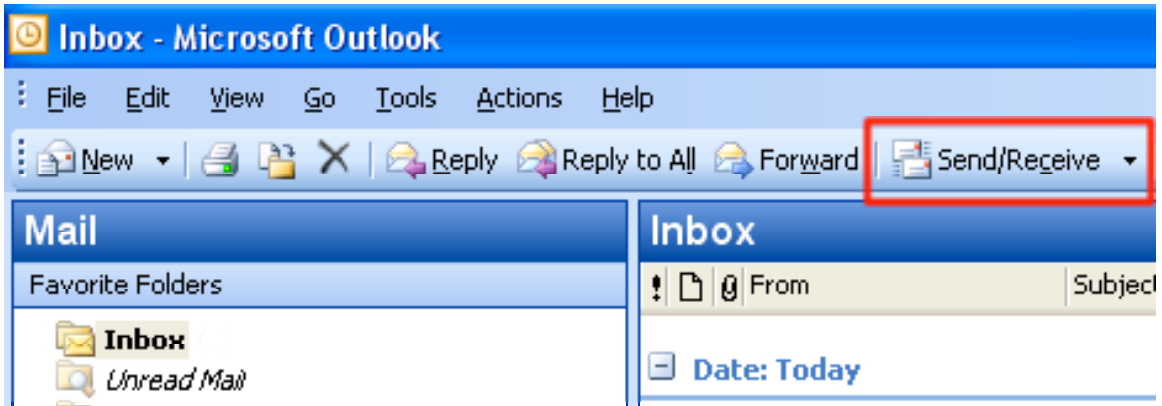 Inbox - Microsoft Outlook
File Edit View Go Tools Actions Help
New Reply Reply to All Forward Send/Receive
Mail
Inbox
Favorite Folders
From Subject
Inbox
Unread Mail
Date: Today